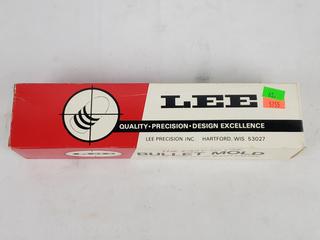 LEE
QUALITY • PRECISION • DESIGN EXCELLENCE
LEE PRECISION INC. HARTFORD, WIS. 53027
BULLET MOLD